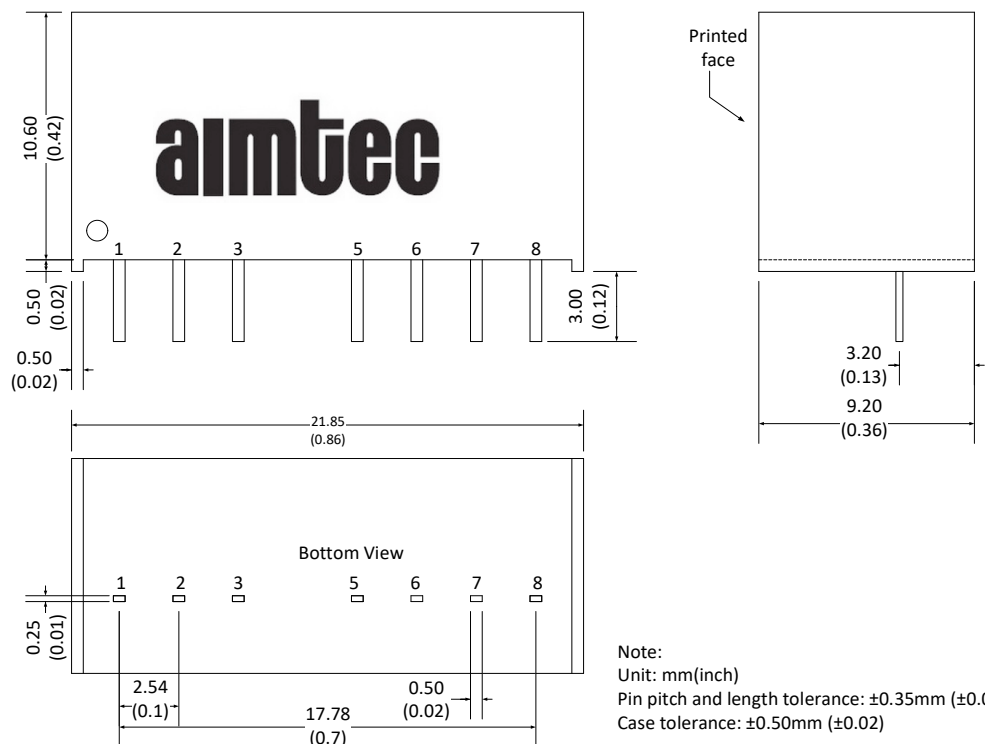 Printed
face
10.60
(0.42)
aimtec
1 2 3 5 6 7 8
0.50
(0.02)
3.00
(0.12)
0.50
(0.02)
3.20
(0.13)
9.20
(0.36)
21.85
(0.86)
Bottom View
1 2 3 5 6 7 8
0.25
(0.01)
2.54
(0.1)
0.50
(0.02)
17.78
(0.7)
Note:
Unit: mm(inch)
Pin pitch and length tolerance: ±0.35mm
Case tolerance: ±0.50mm (±0.02)